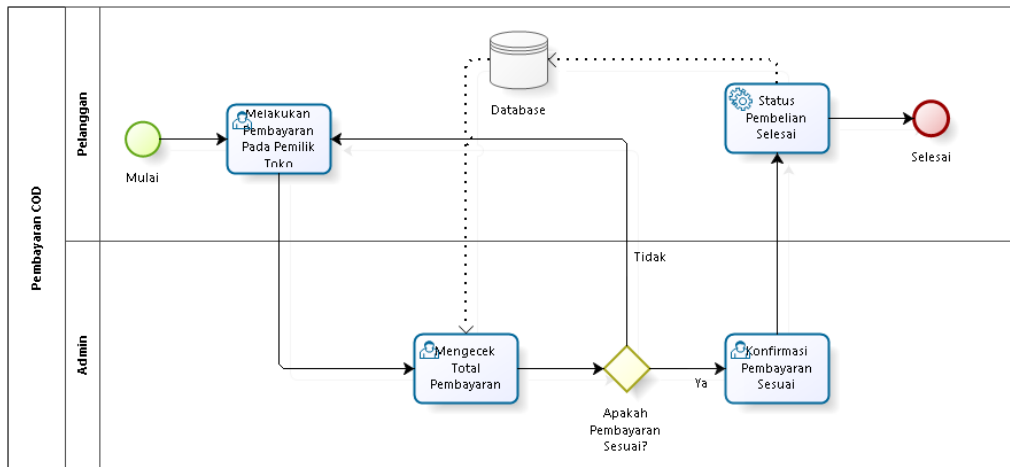 Pembayaran COD
Pelanggan
Mulai
Melakukan
Pembayaran
Pada Pemilik
Toko
Database
Status
Pembelian
Selesai
Selesai
Admin
Tidak
Mengecek
Total
Pembayaran
Apakah
Pembayaran
Sesuai?
Ya
Konfirmasi
Pembayaran
Sesuai